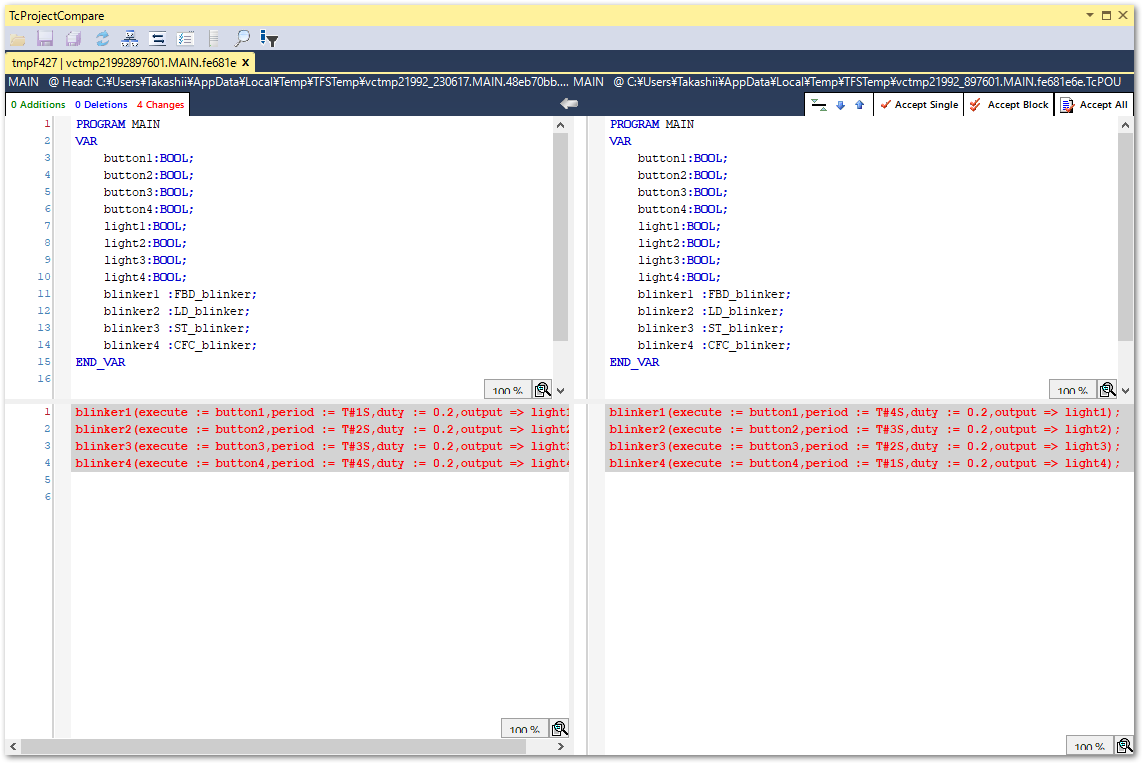 TcProjectCompare
tmpF427 | vctmp21992897601.MAIN.fe681e x
MAIN @ Head: C:¥Users¥Takashii¥AppData¥Local¥Temp¥TFSTemp¥vctmp21992_230617.MAIN.48eb70bb.... MAIN @ C:¥Users¥Takashii¥AppData¥Local¥Temp¥TFSTemp¥vctmp21992_897601.MAIN.fe681e6e.TcPOU
0 Additions 0 Deletions 4 Changes
Accept Single Accept Block Accept All
1 PROGRAM MAIN
2 VAR
3 button1:BOOL;
4 button2:BOOL;
5 button3:BOOL;
6 button4:BOOL;
7 light1:BOOL;
8 light2:BOOL;
9 light3:BOOL;
10 light4:BOOL;
11 blinker1 :FBD_blinker;
12 blinker2 :LD_blinker;
13 blinker3 :ST_blinker;
14 blinker4 :CFC_blinker;
15 END_VAR
16
100 %
PROGRAM MAIN
VAR
button1:BOOL;
button2:BOOL;
button3:BOOL;
button4:BOOL;
light1:BOOL;
light2:BOOL;
light3:BOOL;
light4:BOOL;
blinker1 :FBD_blinker;
blinker2 :LD_blinker;
blinker3 :ST_blinker;
blinker4 :CFC_blinker;
END_VAR
100 %
1 blinker1(execute := button1,period := T#1S,duty := 0.2,output => light1
2 blinker2(execute := button2,period := T#2S,duty := 0.2,output => light2
3 blinker3(execute := button3,period := T#3S,duty := 0.2,output => light3
4 blinker4(execute := button4,period := T#4S,duty := 0.2,output => light4
5
6
100 %
blinker1(execute := button1,period := T#4S,duty := 0.2,output => light1);
blinker2(execute := button2,period := T#3S,duty := 0.2,output => light2);
blinker3(execute := button3,period := T#2S,duty := 0.2,output => light3);
blinker4(execute := button4,period := T#1S,duty := 0.2,output => light4);
100 %